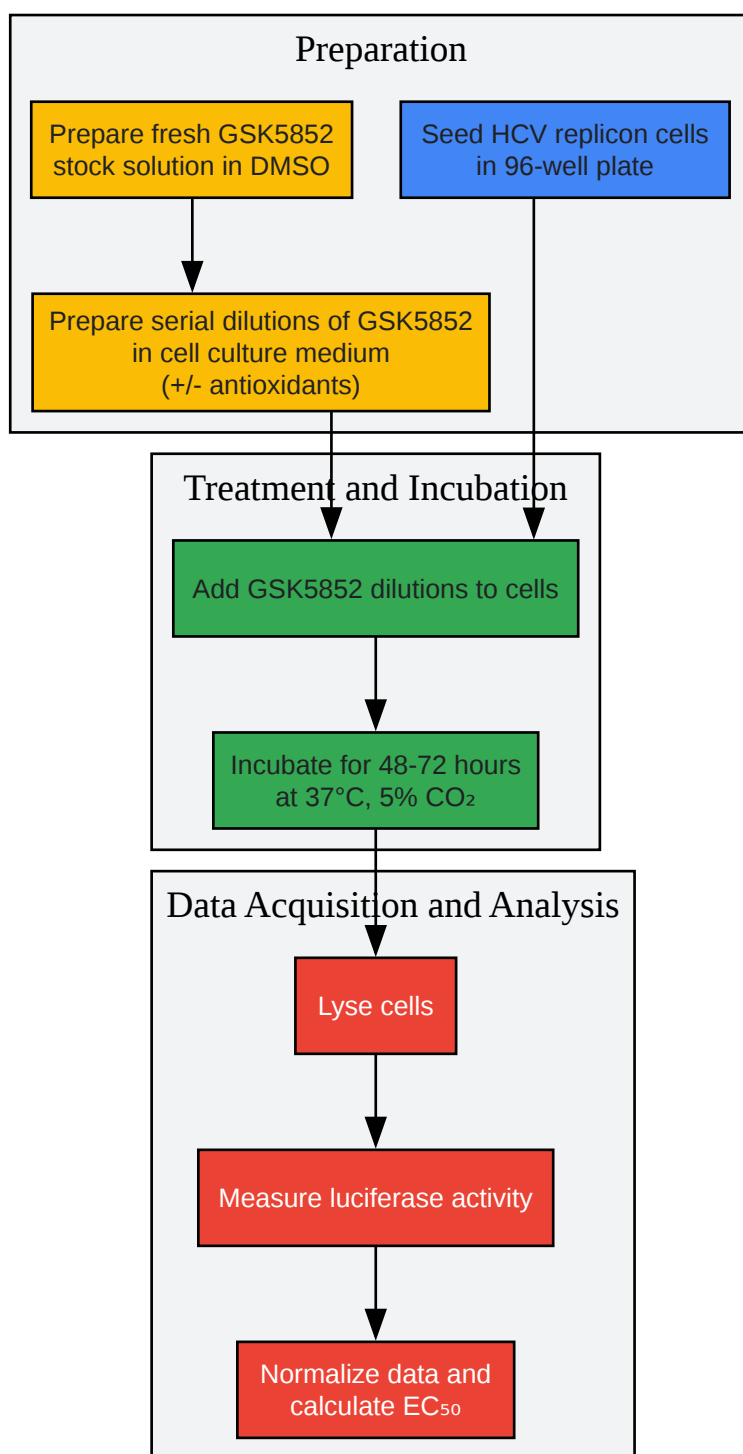 Preparation
Prepare fresh GSK5852
stock solution in DMSO
Seed HCV replicon cells
in 96-well plate
Prepare serial dilutions of GSK5852
in cell culture medium
(+/- antioxidants)
Treatment and Incubation
Add GSK5852 dilutions to cells
Incubate for 48-72 hours
at 37°C, 5% CO₂
Data Acquisition and Analysis
Lyse cells
Measure luciferase activity
Normalize data and
calculate EC₅₀